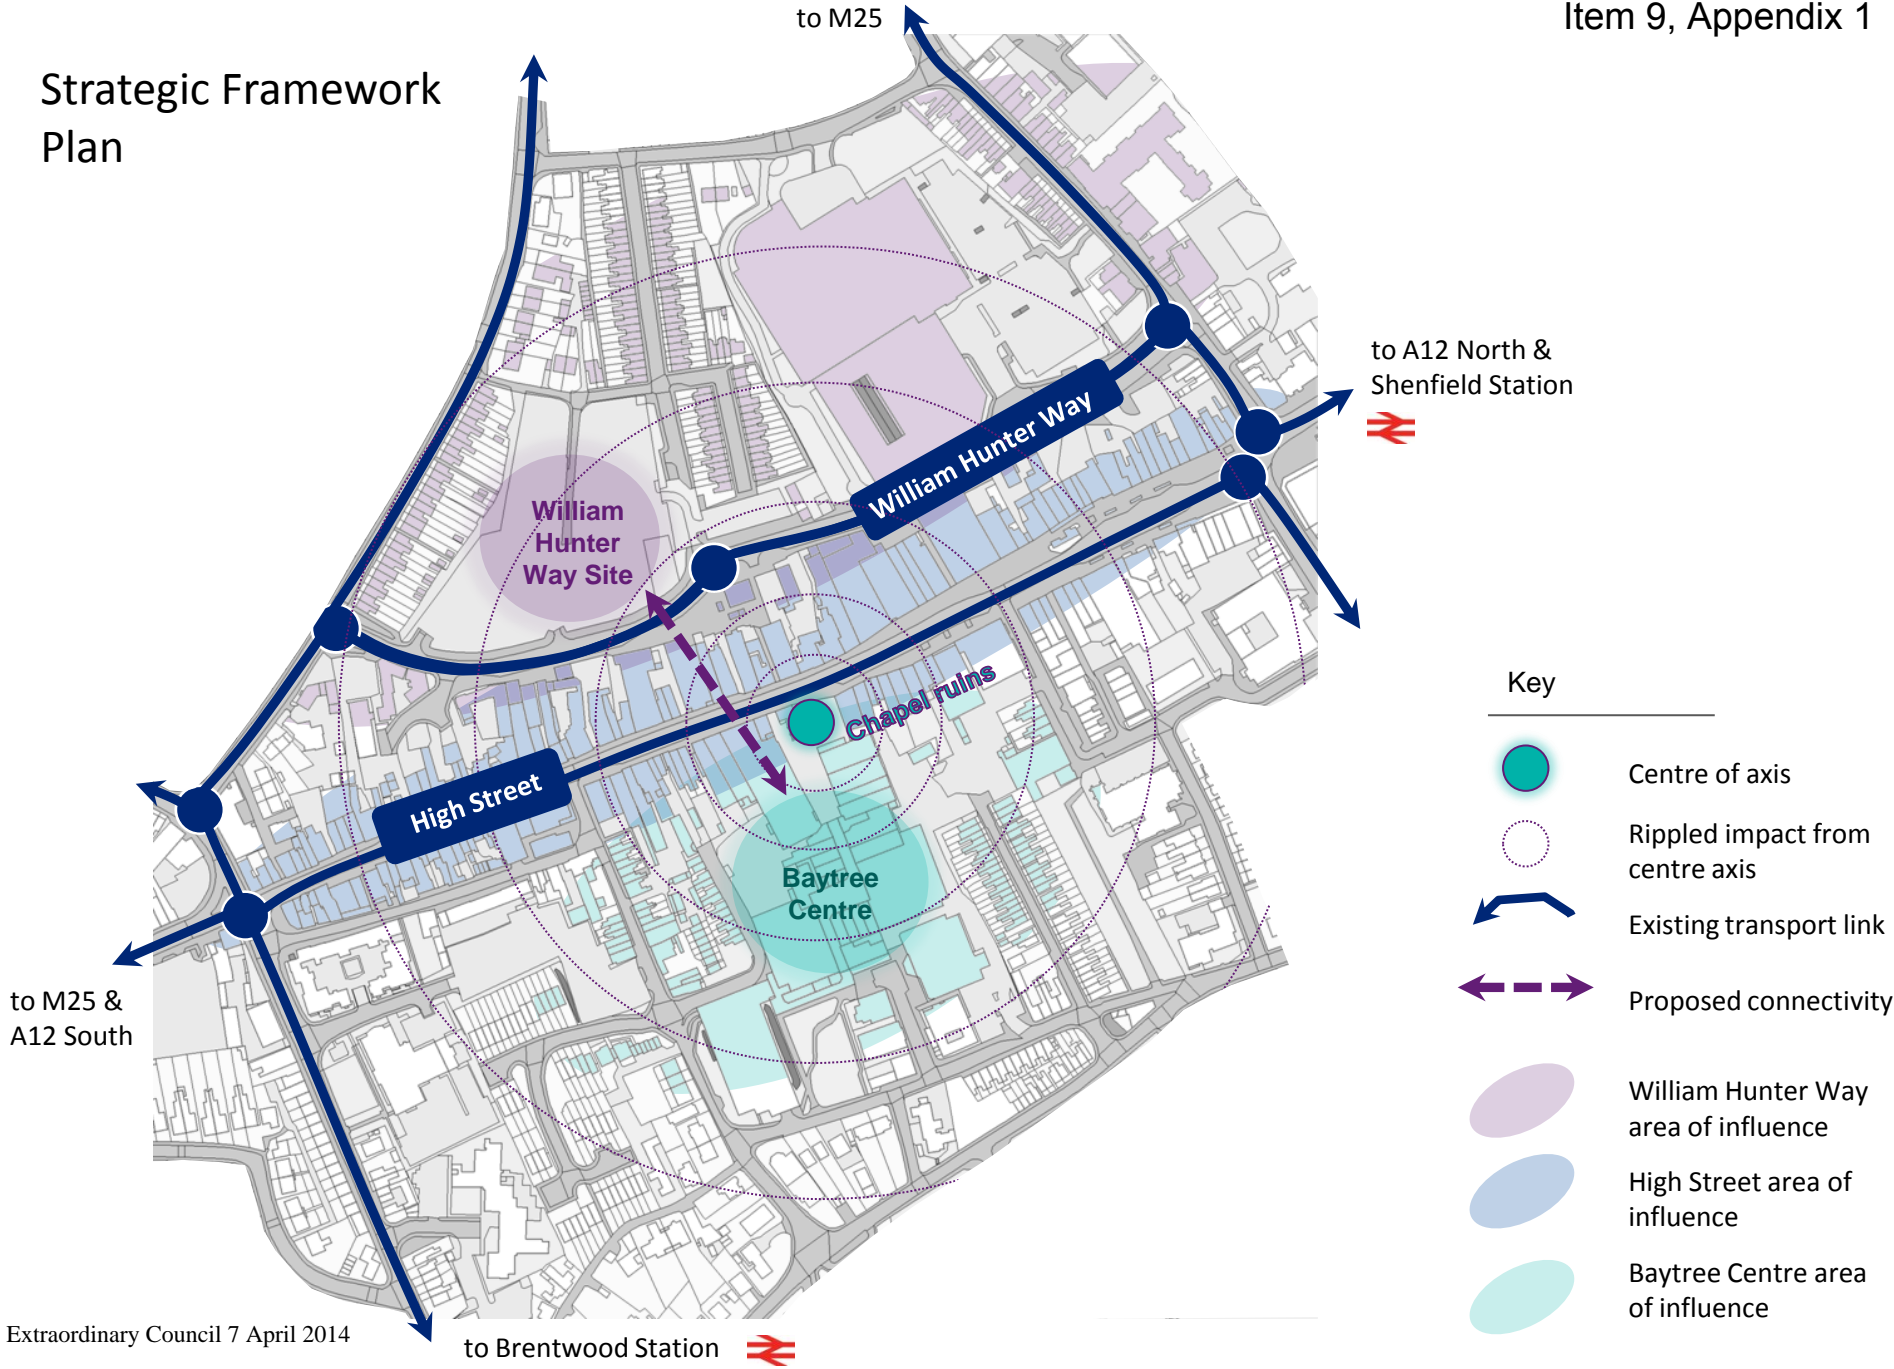 to M25
Item 9, Appendix 1
Strategic Framework
Plan
to A12 North &
Shenfield Station
William Hunter Way
William
Hunter
Way Site
Chapel ruins
High Street
Baytree
Centre
to M25 &
A12 South
Key
Centre of axis
Rippled impact from
centre axis
Existing transport link
Proposed connectivity
William Hunter Way
area of influence
High Street area of
influence
Baytree Centre area
of influence
Extraordinary Council 7 April 2014
to Brentwood Station